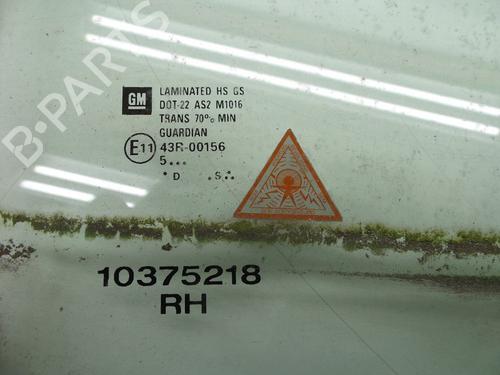 GM
LAMINATED HS GS
DOT-22 AS2 M1016
TRANS 70% MIN
GUARDIAN
E11 43R-00156
5...
. D .S..
10375218
RH
B-PARTS